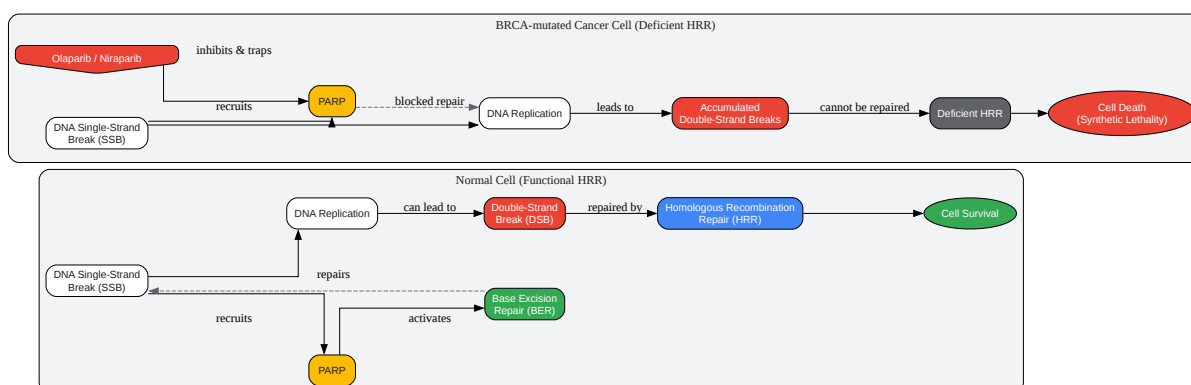 BRCA-mutated Cancer Cell (Deficient HRR)
Olaparib / Niraparib
inhibits & traps
recruits
PARP
blocked repair
DNA Single-Strand
Break (SSB)
DNA Replication
leads to
Accumulated
Double-Strand Breaks
cannot be repaired
Deficient HRR
Cell Death
(Synthetic Lethality)
Normal Cell (Functional HRR)
DNA Replication
can lead to
Double-Strand
Break (DSB)
repaired by
Homologous Recombination
Repair (HRR)
Cell Survival
DNA Single-Strand
Break (SSB)
repairs
recruits
activates
Base Excision
Repair (BER)
PARP